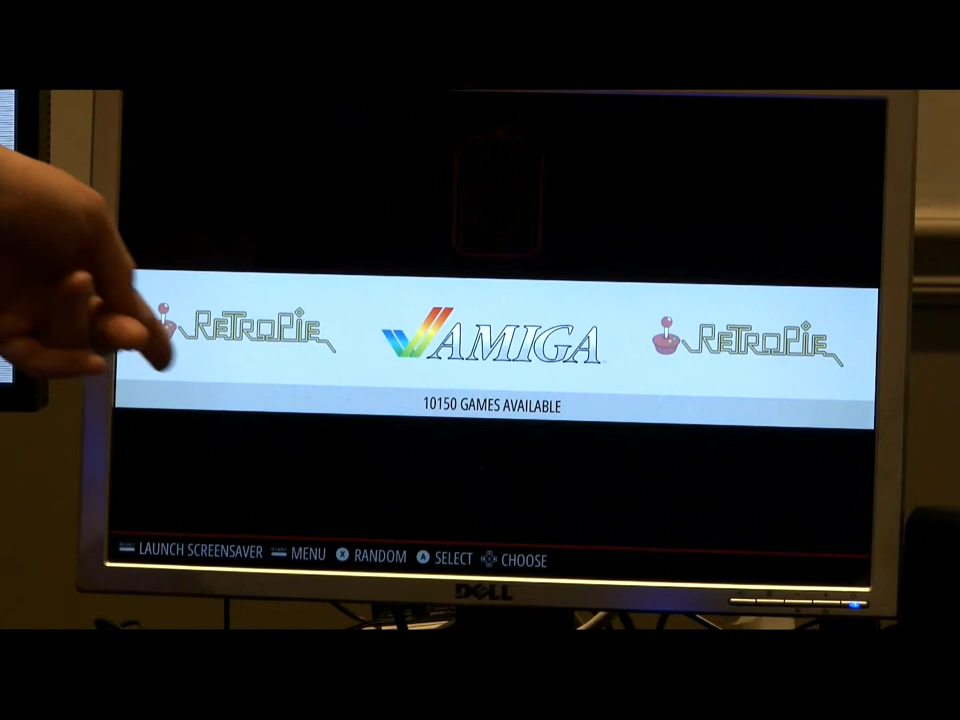 RETROPIE AMIGA RETROPIE
10150 GAMES AVAILABLE
LAUNCH SCREENSAVER MENU X RANDOM A SELECT CHOOSE
DELL